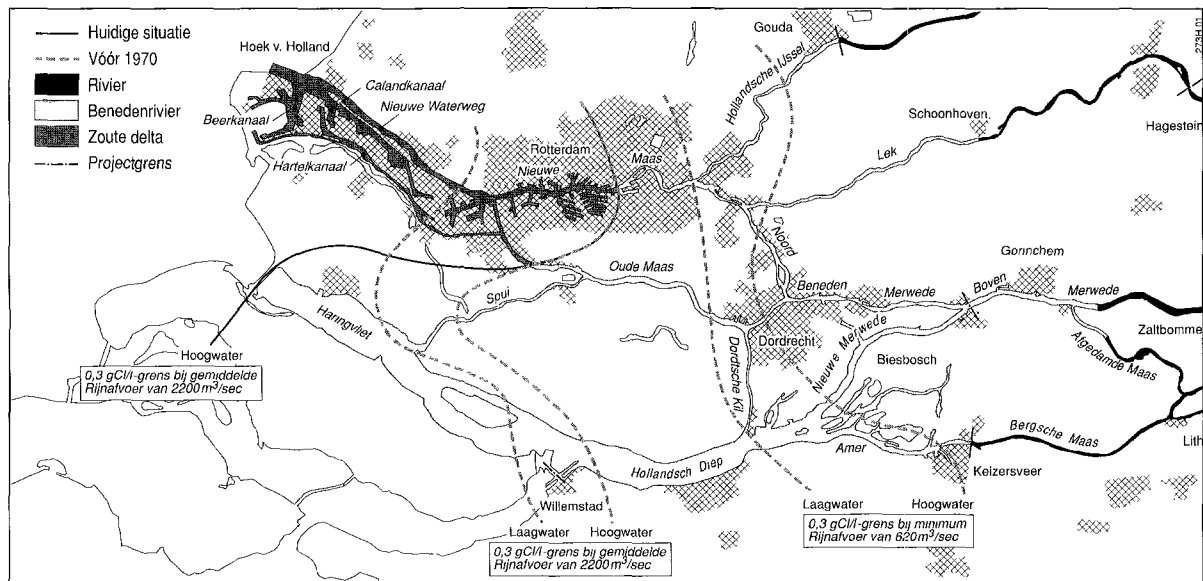 Huidige situatie
Vóór 1970
Rivier
Benedenrivier
Zoute delta
Projectgrens
273H.01
Hoek v. Holland
Calandkanaal
Nieuwe Waterweg
Beerkanaal
Hartelkanaal
Gouda
Hollandsche IJssel
Schoonhoven
Hagestein
Lek
Rotterdam
Nieuwe
Maas
Noord
Gorinchem
Oude Maas
Spui
Beneden
Merwede
Boven
Merwede
Zaltbomme
Haringvliet
Dordrecht
Nieuwe Merwede
Biesbosch
Afgedamde Maas
Dordtsche Kil
Hoogwater
0,3 gCl/l-grens bij gemiddelde
Rijnafvoer van 2200 m³/sec
Bergsche Maas
Lith
Hollandsch Diep
Amer
Keizersveer
Willemstad
Laagwater
Hoogwater
0,3 gCl/l-grens bij minimum
Rijnafvoer van 620 m³/sec
Laagwater
Hoogwater
0,3 gCl/l-grens bij gemiddelde
Rijnafvoer van 2200 m³/sec